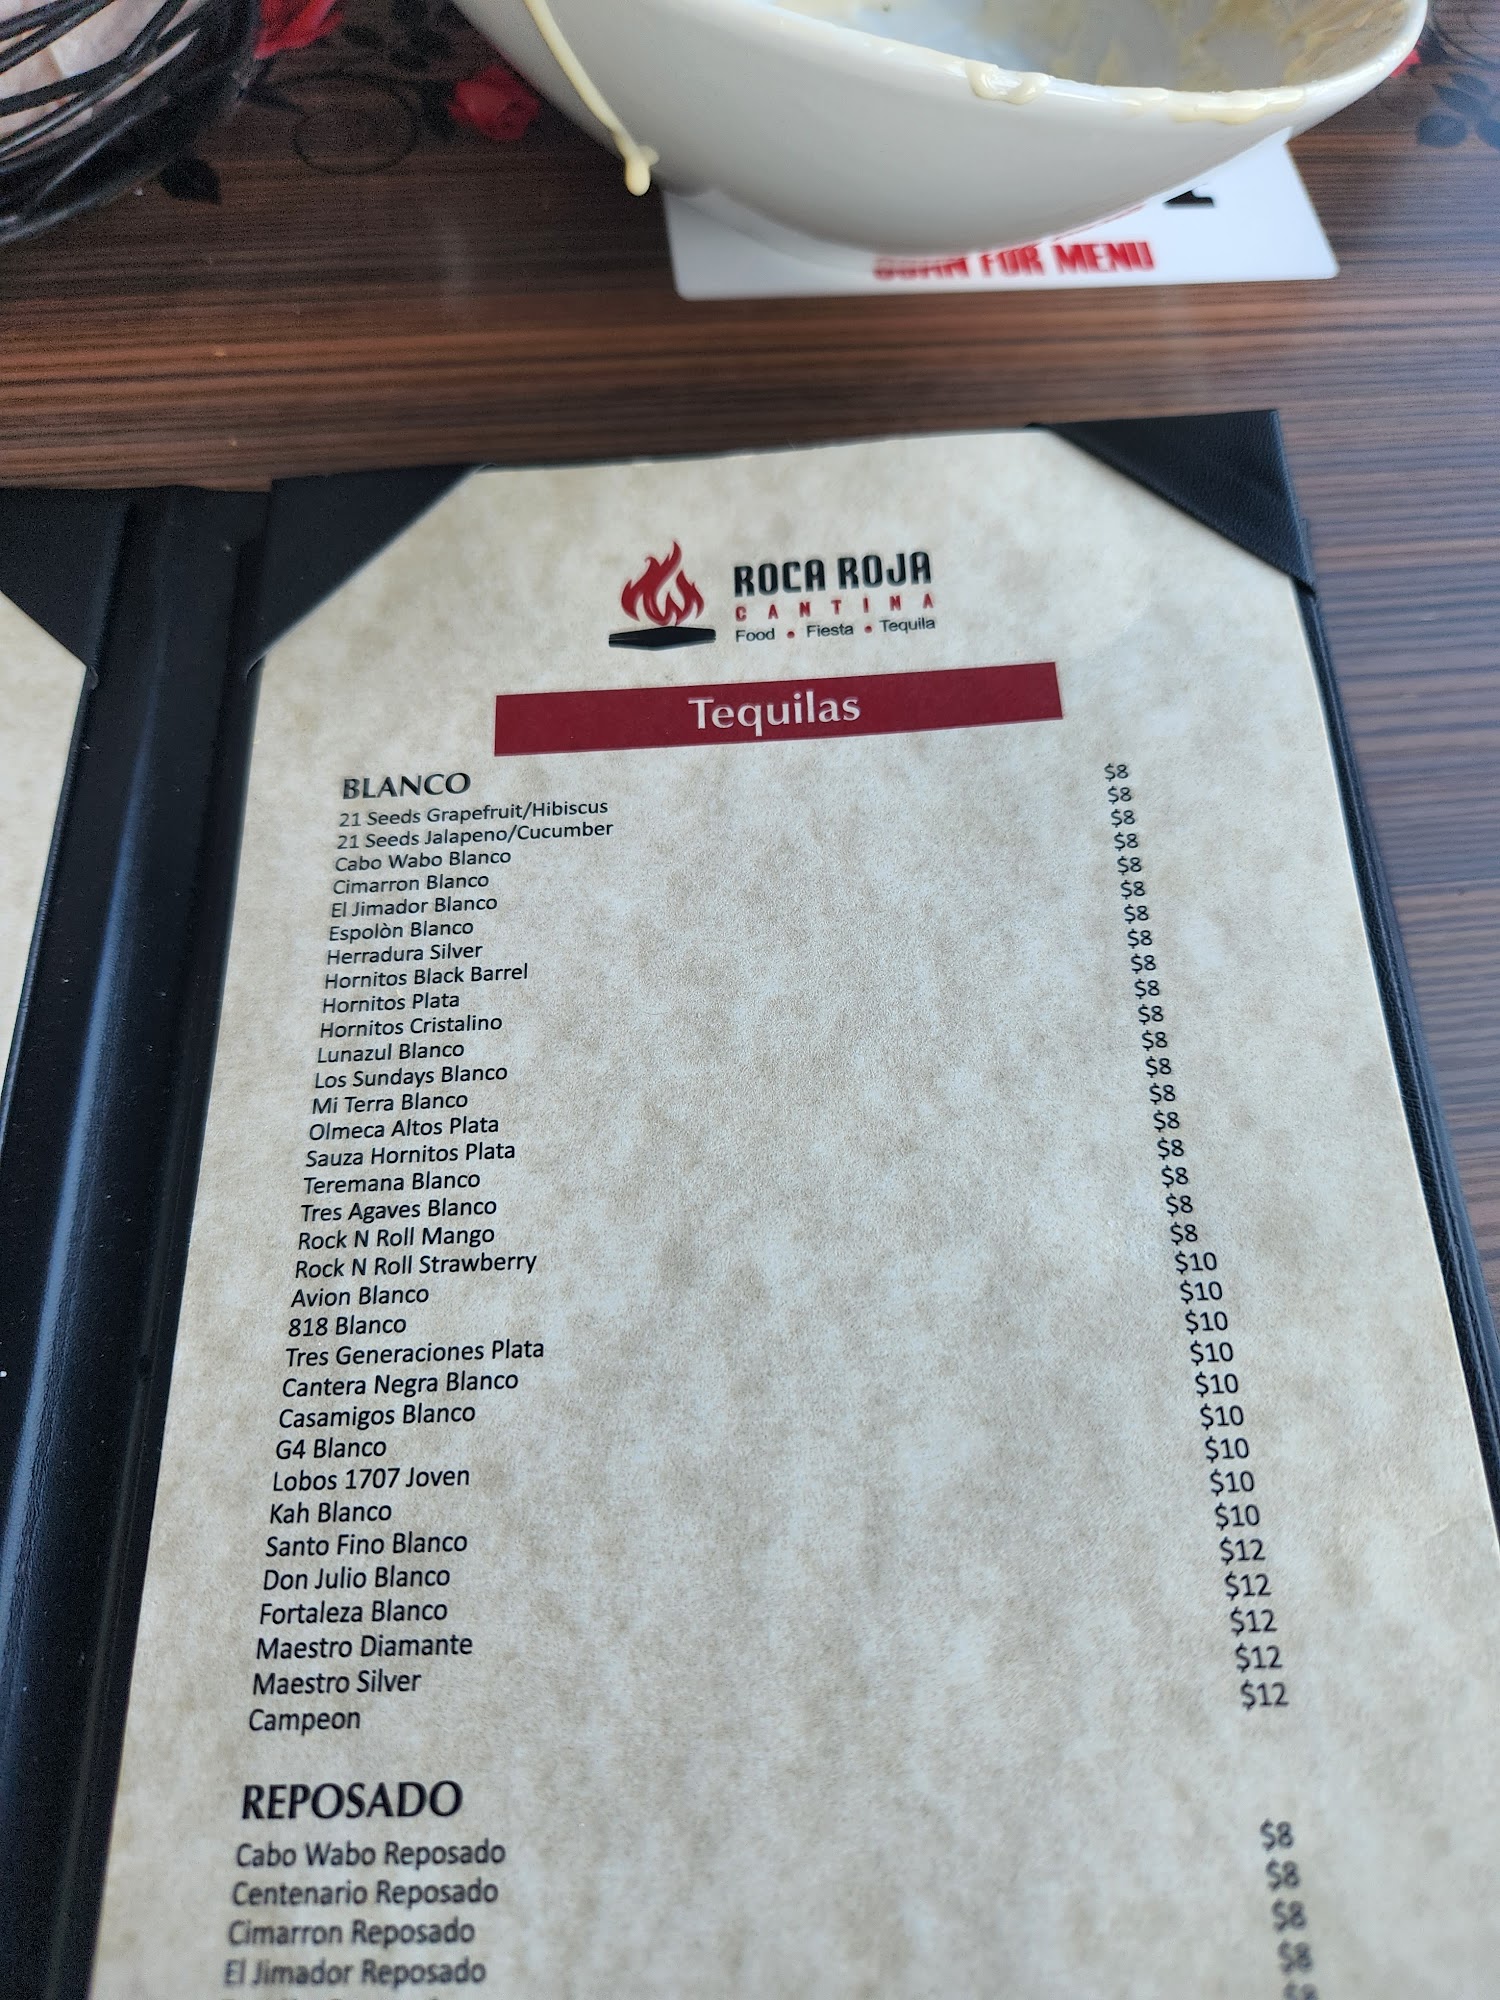 SCAN FOR MENU
ROCA ROJA
CANTINA
Food • Fiesta • Tequila
Tequilas
BLANCO
21 Seeds Grapefruit/Hibiscus $8
21 Seeds Jalapeno/Cucumber $8
Cabo Wabo Blanco $8
Cimarron Blanco $8
El Jimador Blanco $8
Espolòn Blanco $8
Herradura Silver $8
Hornitos Black Barrel $8
Hornitos Plata $8
Hornitos Cristalino $8
Lunazul Blanco $8
Los Sundays Blanco $8
Mi Terra Blanco $8
Olmeca Altos Plata $8
Sauza Hornitos Plata $8
Teremana Blanco $8
Tres Agaves Blanco $8
Rock N Roll Mango $8
Rock N Roll Strawberry $8
Avion Blanco $10
818 Blanco $10
Tres Generaciones Plata $10
Cantera Negra Blanco $10
Casamigos Blanco $10
G4 Blanco $10
Lobos 1707 Joven $10
Kah Blanco $10
Santo Fino Blanco $10
Don Julio Blanco $12
Fortaleza Blanco $12
Maestro Diamante $12
Maestro Silver $12
Campeon $12
REPOSADO
Cabo Wabo Reposado $8
Centenario Reposado $8
Cimarron Reposado $8
El Jimador Reposado $8